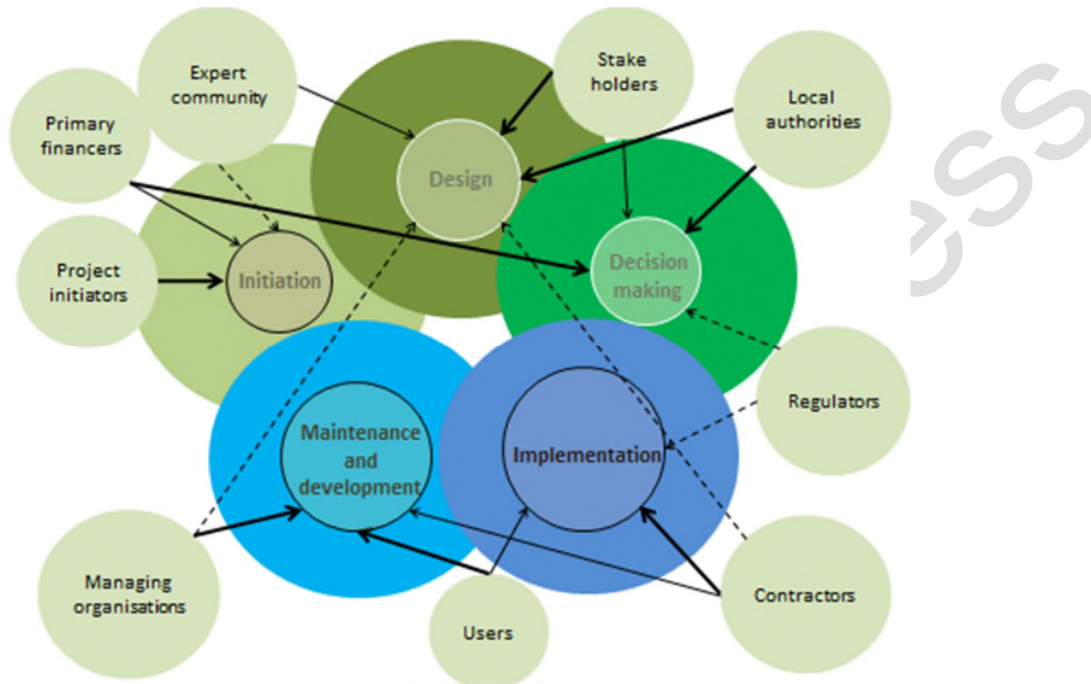 Expert
community
Stake
holders
Local
authorities
Primary
financers
Design
Project
initiators
Initiation
Decision
making
Regulators
Maintenance
and
development
Implementation
Managing
organisations
Users
Contractors
ess